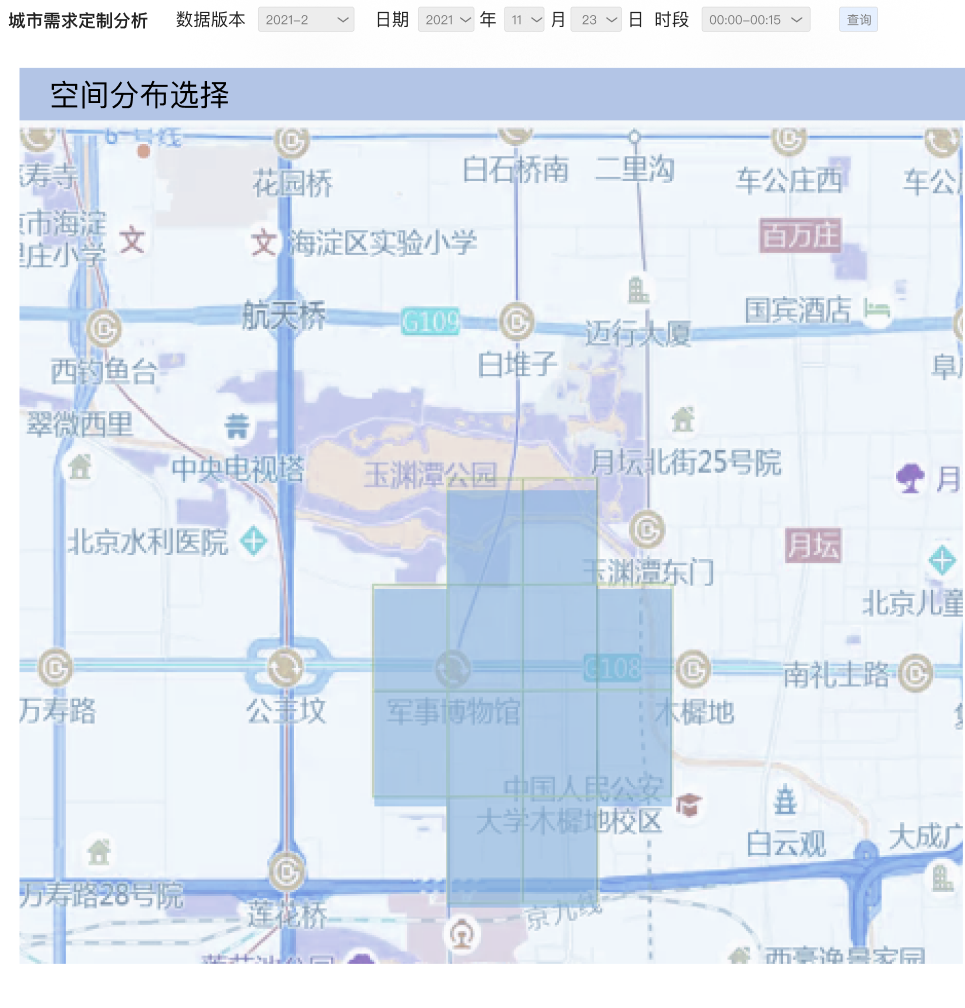 城市需求定制分析 数据版本 2021-2 日期 2021 年 11 月 23 日 时段 00:00-00:15 查询
空间分布选择
白石桥南 二里沟
寿寺 花园桥 车公庄西 车公
市海淀
庄小学 文 文 海淀区实验小学 百万庄
航天桥 G109 迈行大厦 国宾酒店
西钓鱼台 白堆子
翠微西里
中央电视塔 玉渊潭公园 月坛北街25号院 月
北京水利医院 月坛
玉渊潭东门
北京儿童
G108 南礼士路
万寿路 公主坟 军事博物馆 木樨地
中国人民公安
大学木樨地校区
白云观 大成广
万寿路28号院 莲花桥 京九线
西豪逸景家园